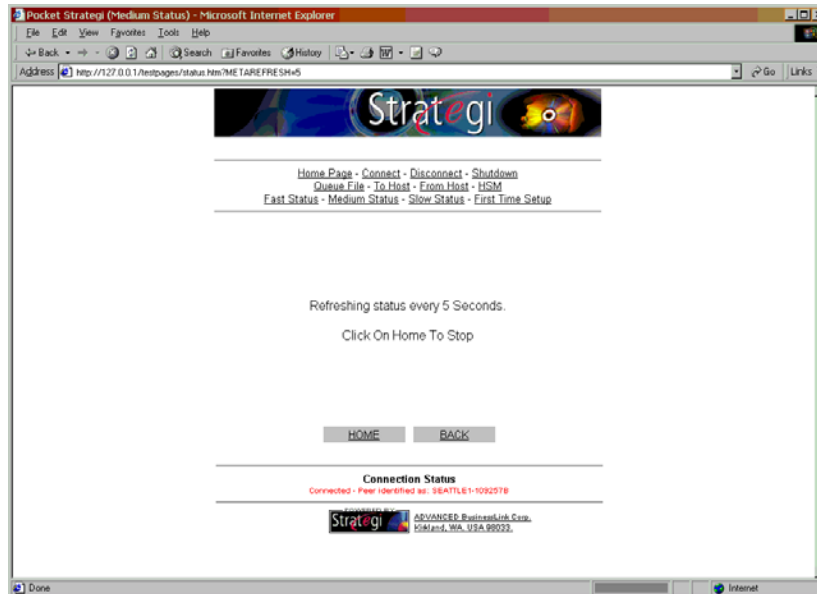 Pocket Strategi (Medium Status) - Microsoft Internet Explorer
File Edit View Favorites Tools Help
Back Search Favorites History
Address http://127.0.0.1/testpages/status.htm?METAREFRESH=5 Go Links
Strategi
Home Page - Connect - Disconnect - Shutdown
Queue File - To Host - From Host - HSM
Fast Status - Medium Status - Slow Status - First Time Setup
Refreshing status every 5 Seconds.
Click On Home To Stop
HOME BACK
Connection Status
Connected - Peer identified as: SEATTLE1-109257B
POWERED BY
Strategi
ADVANCED BusinessLink Corp.
Kirkland, WA. USA 98033.
Done Internet